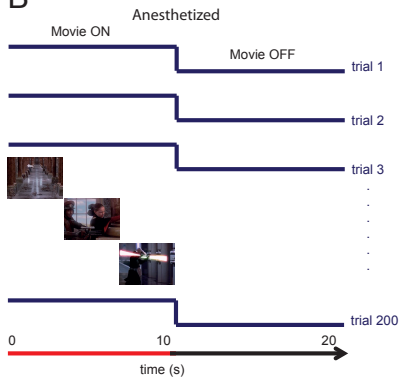 B
Anesthetized
Movie ON
Movie OFF
trial 1
trial 2
trial 3
trial 200
0 10 20
time (s)